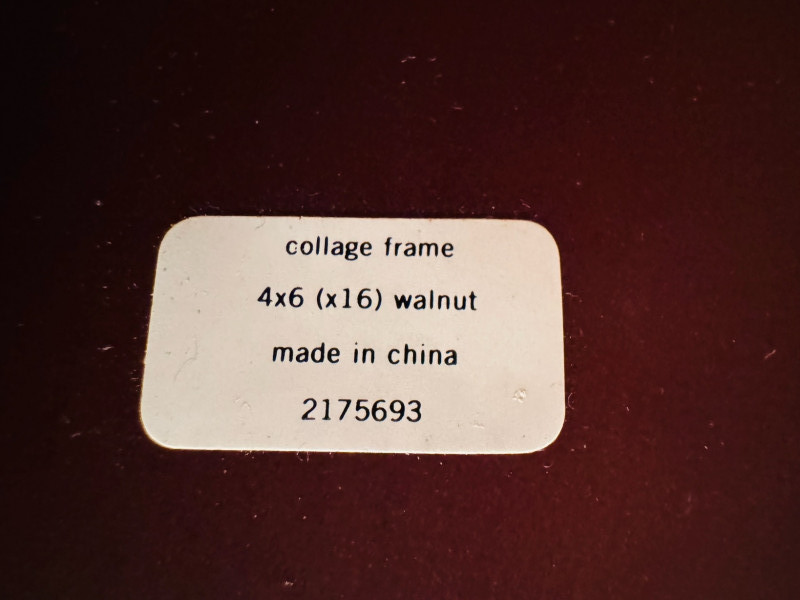 collage frame
4x6 (x16) walnut
made in china
2175693